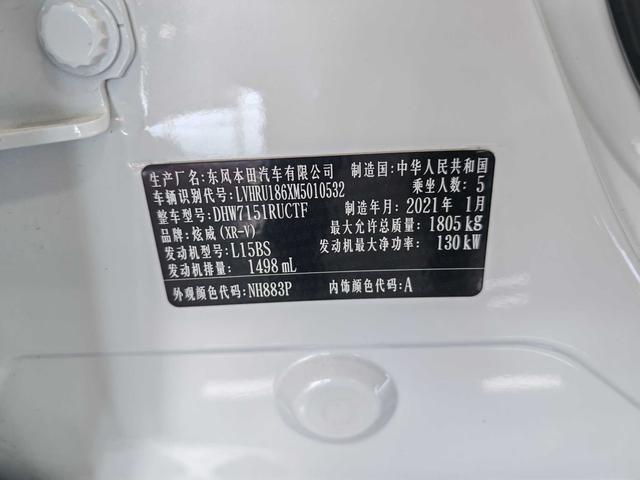 生产厂名:东风本田汽车有限公司 制造国:中华人民共和国
车辆识别代号:LVHRU186XM5010532 乘坐人数:5
整车型号:DHW7151RUCTF 制造年月:2021年 1月
品牌:炫威 (XR-V) 最大允许总质量:1805 kg
发动机型号:L15BS 发动机最大净功率:130 kW
发动机排量:1498 mL
外观颜色代码:NH883P 内饰颜色代码:A